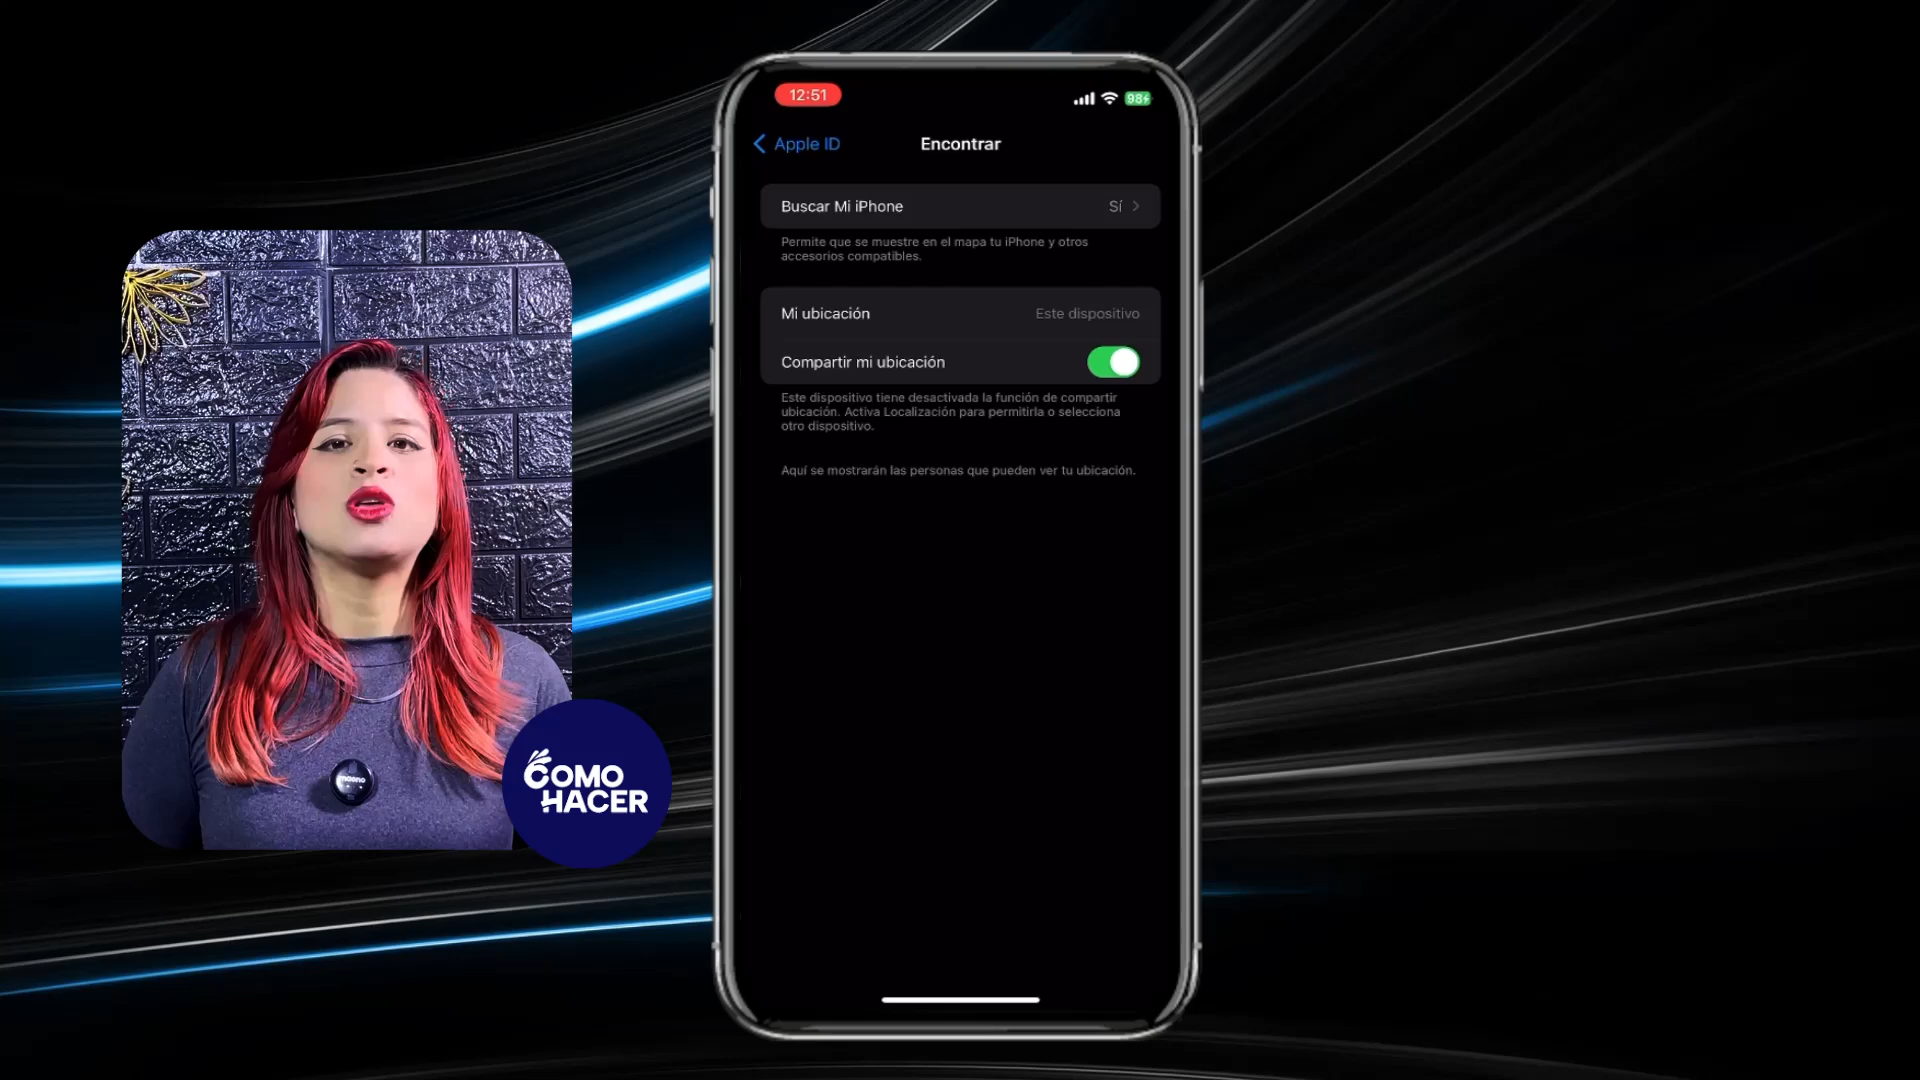 12:51
98
Apple ID
Encontrar
Buscar Mi iPhone
Sí
Permite que se muestre en el mapa tu iPhone y otros
accesorios compatibles.
Mi ubicación
Este dispositivo
Compartir mi ubicación
Este dispositivo tiene desactivada la función de compartir
ubicación. Activa Localización para permitirla o selecciona
otro dispositivo.
Aquí se mostrarán las personas que pueden ver tu ubicación.
maono
COMO
HACER